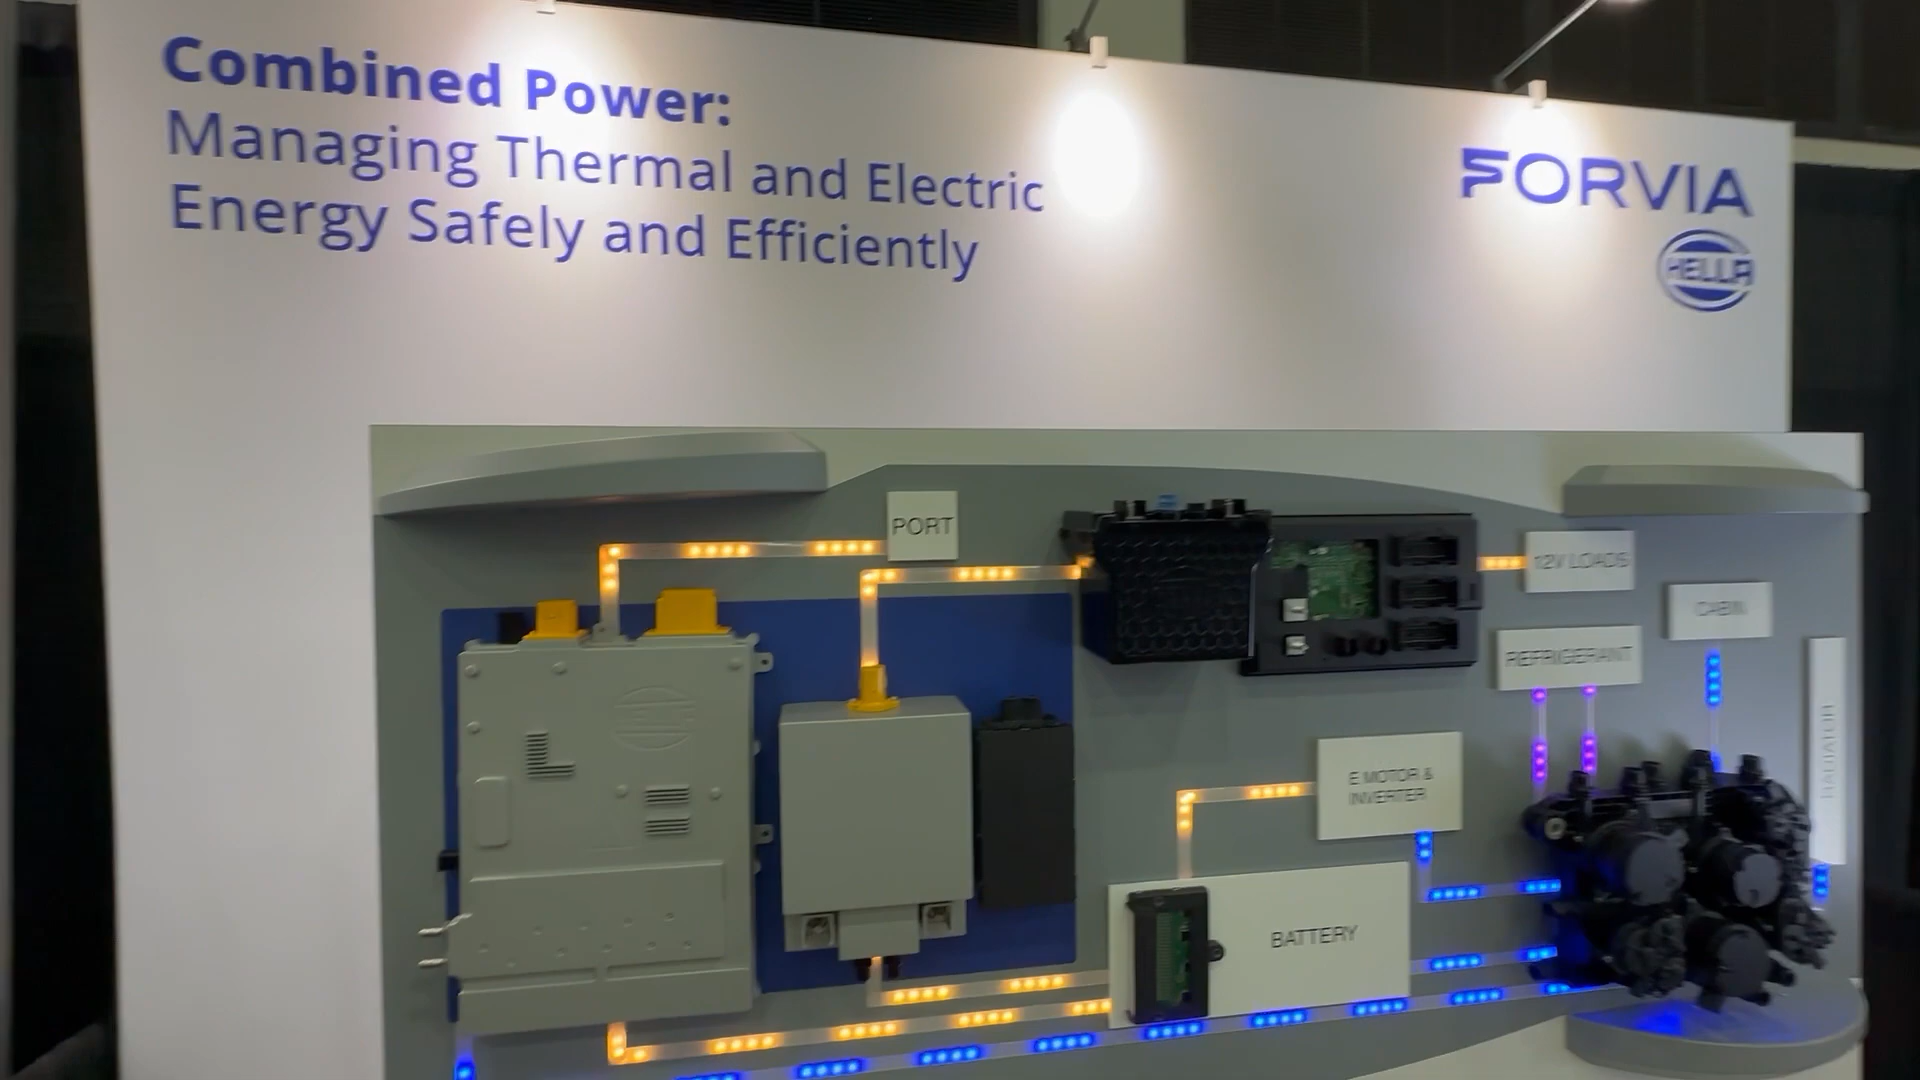 Combined Power:
Managing Thermal and Electric
Energy Safely and Efficiently
FORVIA
HELLA
PORT
12V LOADS
CABIN
REFRIGERANT
RADIATOR
E MOTOR &
INVERTER
BATTERY